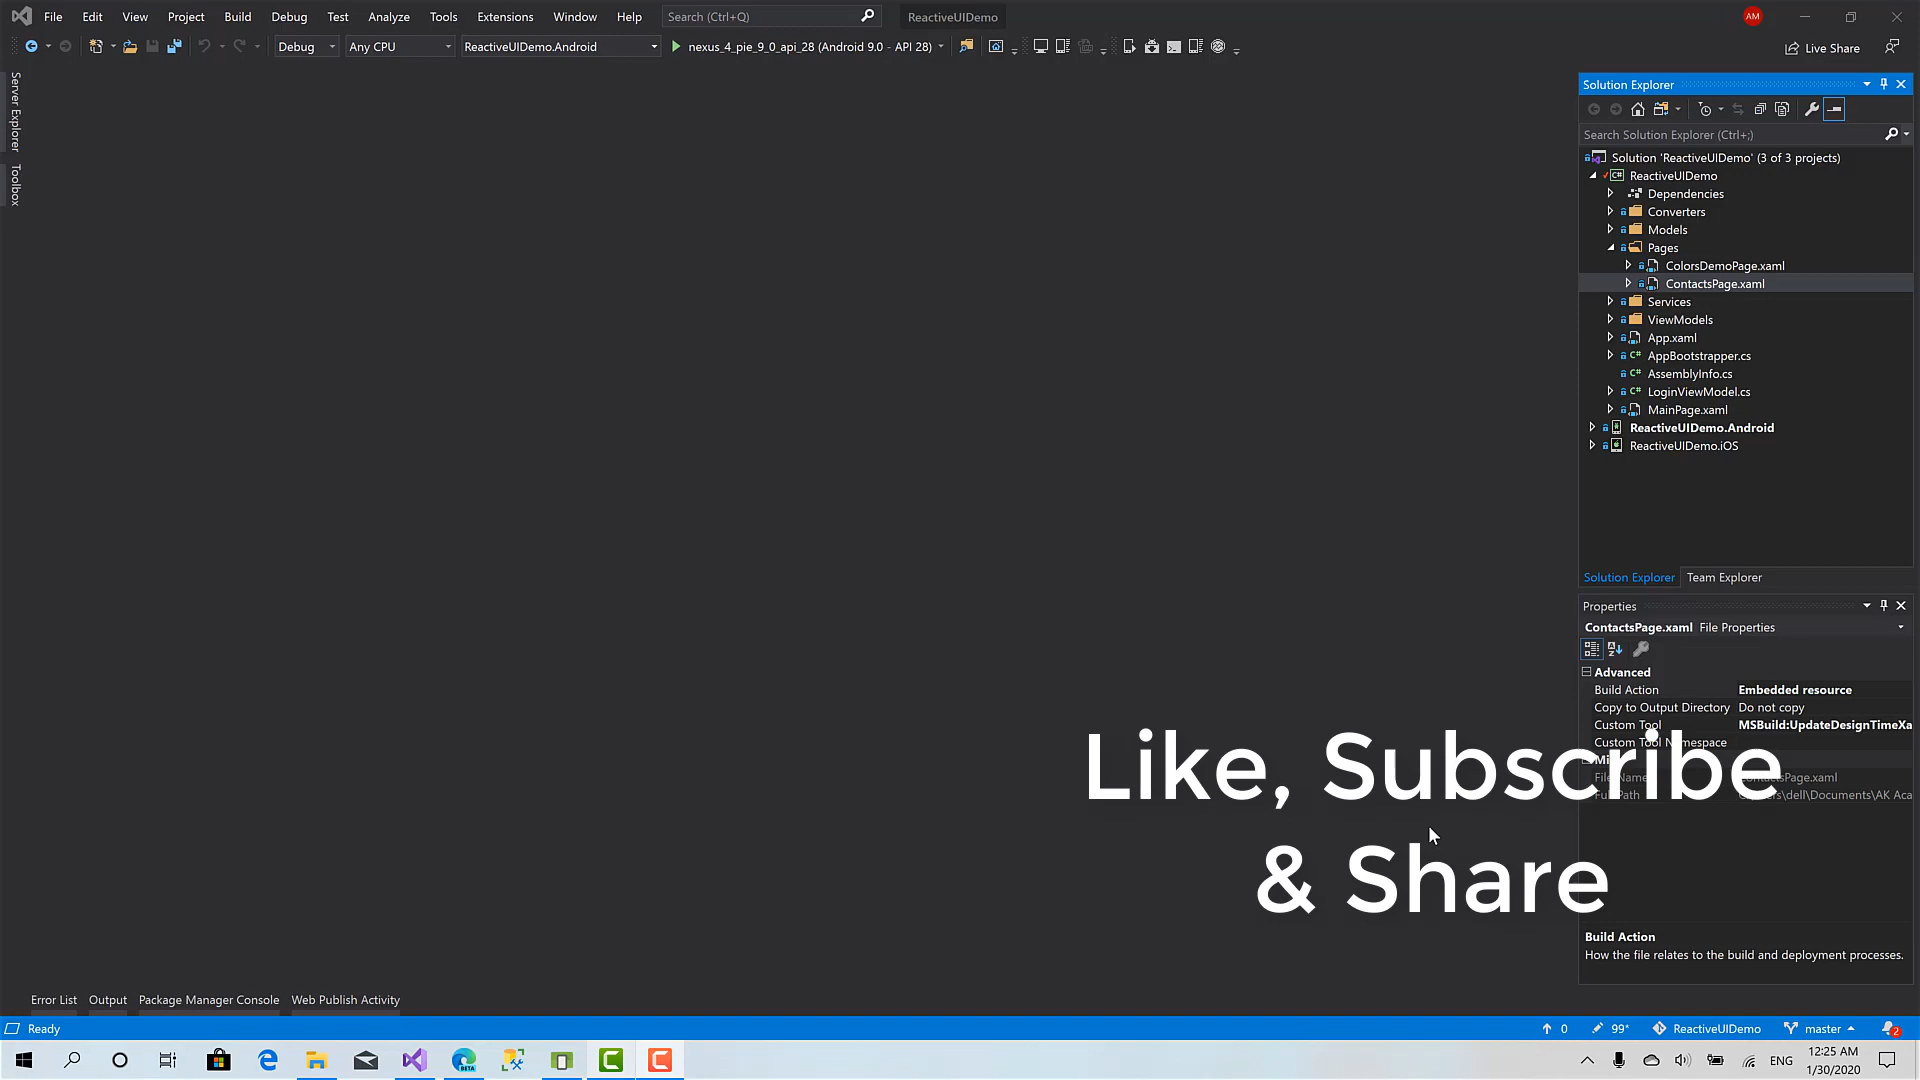 File Edit View Project Build Debug Test Analyze Tools Extensions Window Help Search (Ctrl+Q) ReactiveUIDemo AM
Debug Any CPU ReactiveUIDemo.Android nexus_4_pie_9_0_api_28 (Android 9.0 - API 28) Live Share
Server Explorer
Toolbox
Solution Explorer
Search Solution Explorer (Ctrl+;)
Solution 'ReactiveUIDemo' (3 of 3 projects)
ReactiveUIDemo
Dependencies
Converters
Models
Pages
ColorsDemoPage.xaml
ContactsPage.xaml
Services
ViewModels
App.xaml
C# AppBootstrapper.cs
C# AssemblyInfo.cs
C# LoginViewModel.cs
MainPage.xaml
ReactiveUIDemo.Android
ReactiveUIDemo.iOS
Solution Explorer Team Explorer
Properties
ContactsPage.xaml File Properties
Advanced
Build Action Embedded resource
Copy to Output Directory Do not copy
Custom Tool MSBuild:UpdateDesignTimeXa
Custom Tool
Like, Subscribe
& Share
Build Action
How the file relates to the build and deployment processes.
Error List Output Package Manager Console Web Publish Activity
Ready 0 99* ReactiveUIDemo master 2
BETA ENG 12:25 AM
1/30/2020